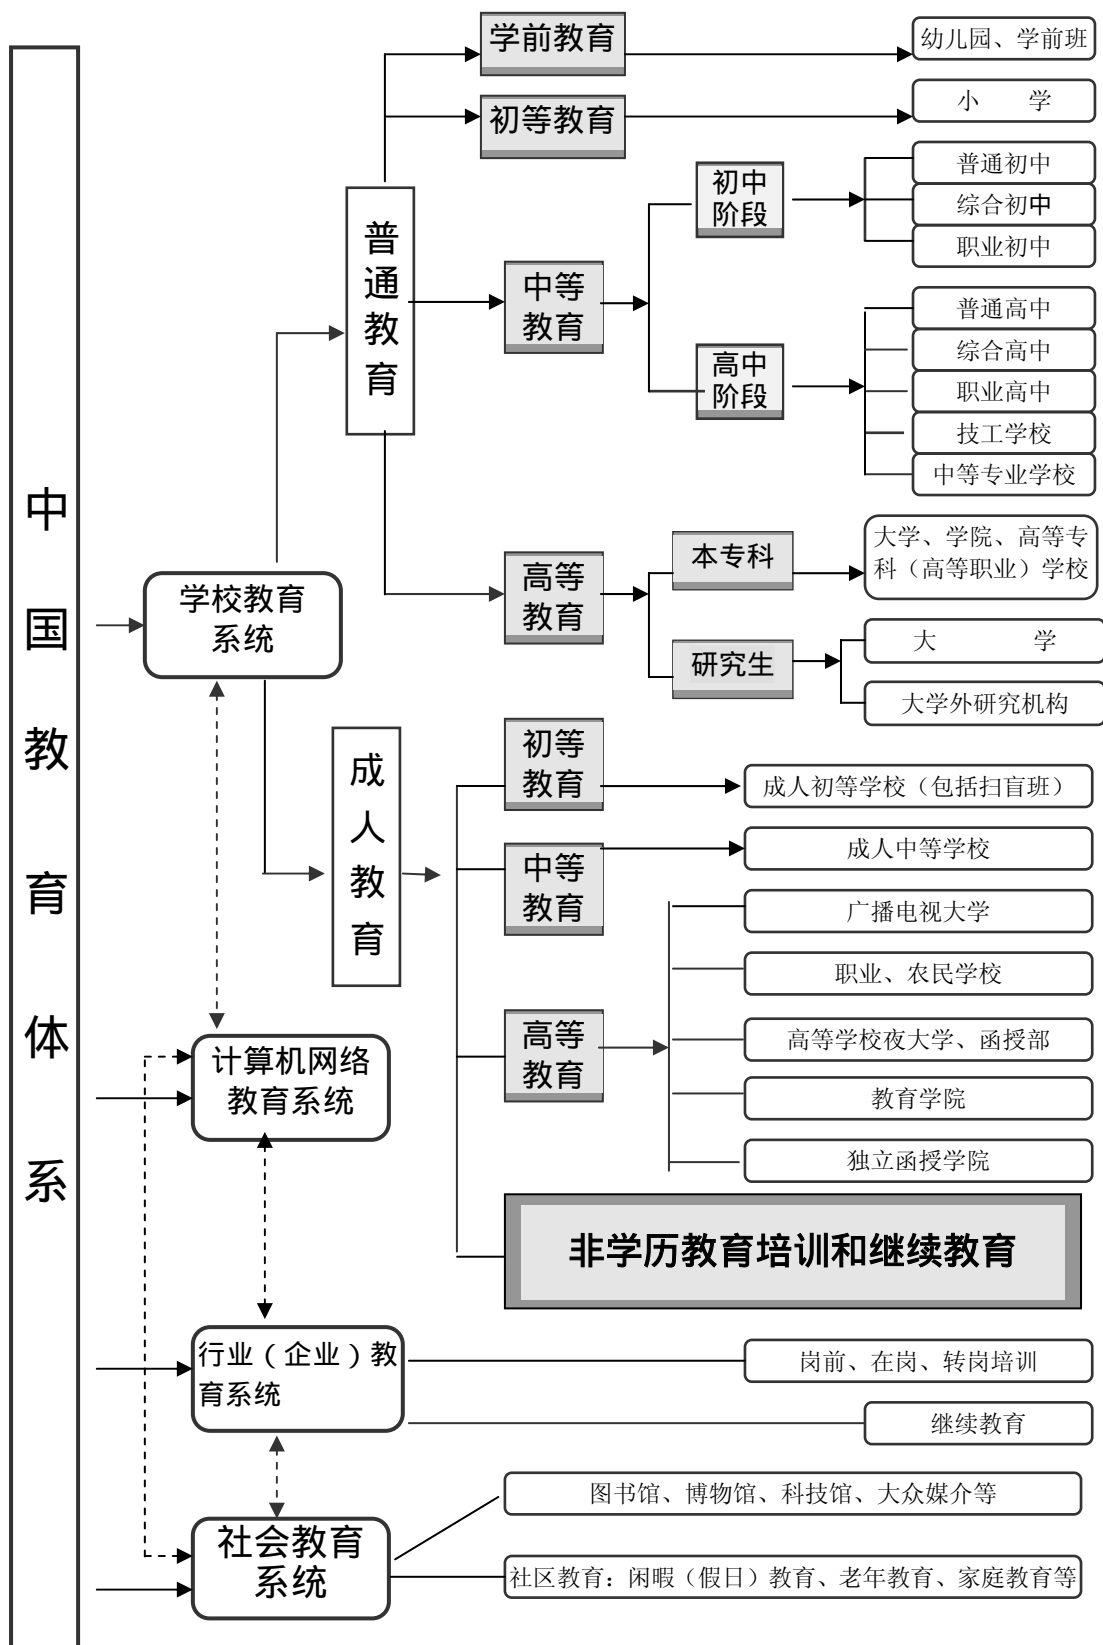 中国教育体系
学前教育
幼儿园、学前班
初等教育
小 学
普通教育
初中
阶段
普通初中
综合初中
职业初中
中等
教育
高中
阶段
普通高中
综合高中
职业高中
技工学校
中等专业学校
学校教育
系统
高等
教育
本专科
大学、学院、高等专
科（高等职业）学校
研究生
大 学
大学外研究机构
成人教育
初等
教育
成人初等学校（包括扫盲班）
中等
教育
成人中等学校
高等
教育
广播电视大学
职业、农民学校
高等学校夜大学、函授部
教育学院
独立函授学院
非学历教育培训和继续教育
计算机网络
教育系统
行业（企业）教
育系统
岗前、在岗、转岗培训
继续教育
社会教育
系统
图书馆、博物馆、科技馆、大众媒介等
社区教育：闲暇（假日）教育、老年教育、家庭教育等